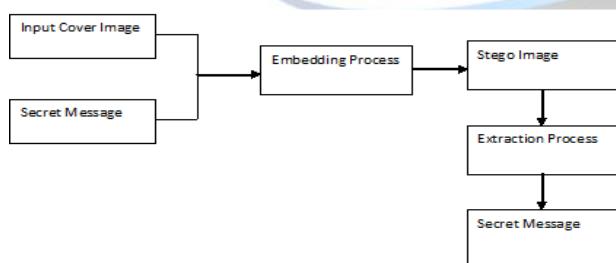 Input Cover Image
Secret Message
Embedding Process
Stego Image
Extraction Process
Secret Message